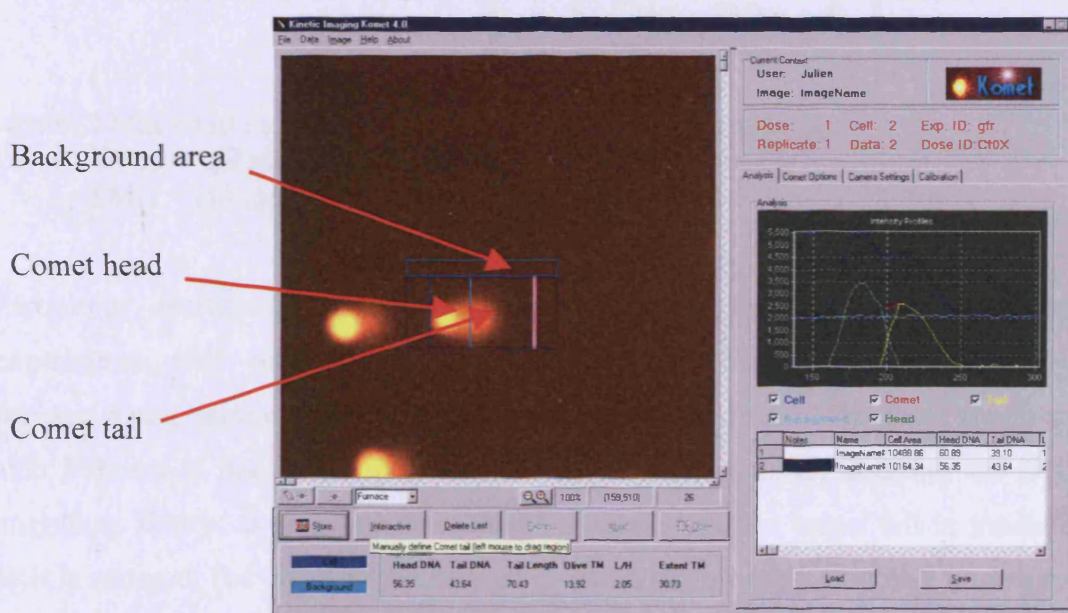 Background area
Comet head
Comet tail
Kinetic Imaging Komet 4.0
File Data Image Help About
Current Context
User: Julien
Image: ImageName
Komet
Dose: 1 Cell: 2 Exp. ID: gfr
Replicate: 1 Data: 2 Dose ID:Ct0X
Analysis Comet Options Camera Settings Calibration
Analysis
Intensity Profiles
5,500
5,000
4,500
4,000
3,500
3,000
2,500
2,000
1,500
1,000
500
0
150 200 250 300
Cell Comet Tail
Background Head
Notes Name Cell Area Head DNA Tail DNA L
1 10488.86 60.89 39.10 1
2 10164.34 56.35 43.64 2
Load Save
Furnace 100% (159,510) 26
Store Interactive Delete Last
Manually define Comet tail (left mouse to drag region)
Cell
Background
Head DNA Tail DNA Tail Length Olive TM L/H Extent TM
56.35 43.64 70.43 13.92 2.05 30.73